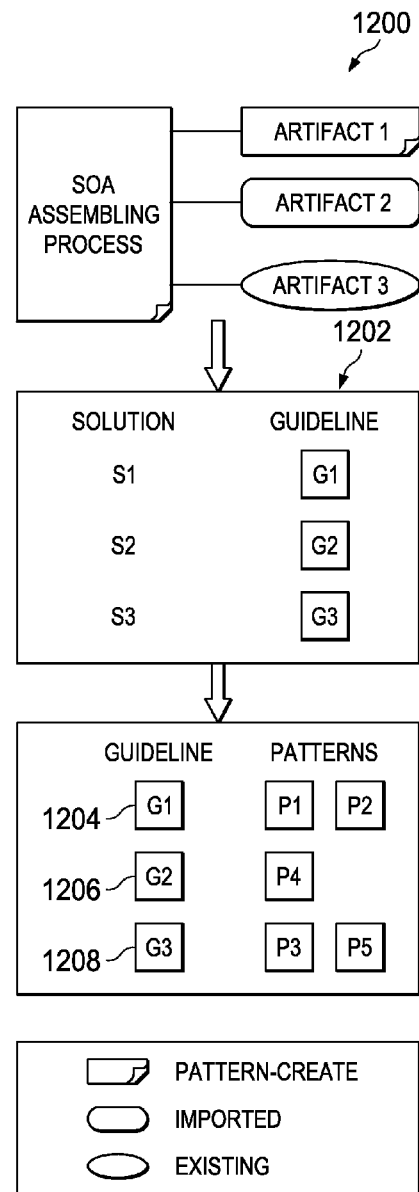 1200
SOA
ASSEMBLING
PROCESS
ARTIFACT 1
ARTIFACT 2
ARTIFACT 3
1202
SOLUTION GUIDELINE
S1 G1
S2 G2
S3 G3
GUIDELINE PATTERNS
1204 G1 P1 P2
1206 G2 P4
1208 G3 P3 P5
PATTERN-CREATE
IMPORTED
EXISTING